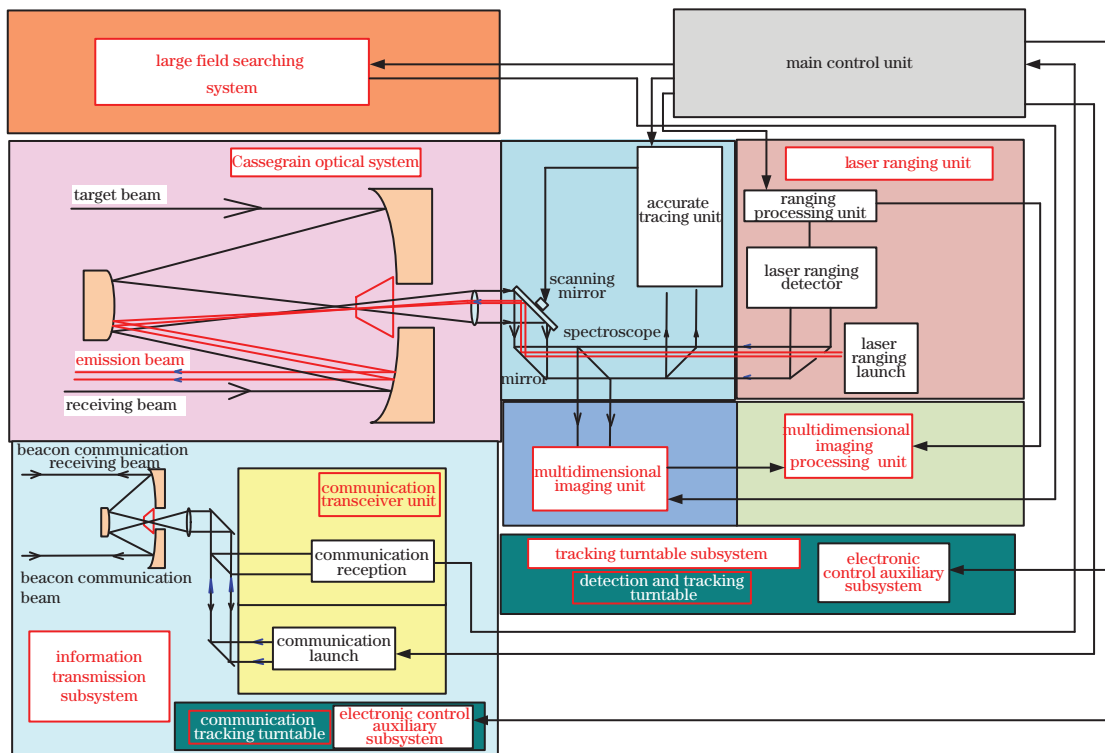 large field searching
system
main control unit
Cassegrain optical system
target beam
emission beam
receiving beam
accurate
tracing unit
scanning
mirror
spectroscope
mirror
laser ranging unit
ranging
processing unit
laser ranging
detector
laser
ranging
launch
multidimensional
imaging unit
multidimensional
imaging
processing unit
beacon communication
receiving beam
beacon communication
beam
communication
transceiver unit
communication
reception
communication
launch
information
transmission
subsystem
communication
tracking turntable
electronic control
auxiliary
subsystem
tracking turntable subsystem
detection and tracking
turntable
electronic
control auxiliary
subsystem